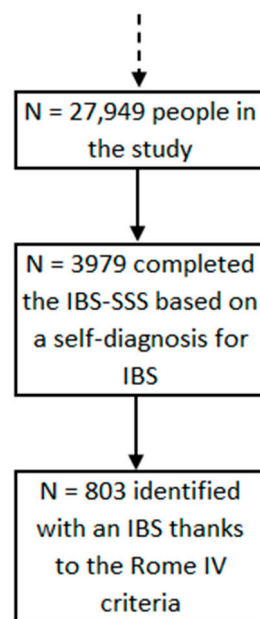 N = 27,949 people in
the study
N = 3979 completed
the IBS-SSS based on
a self-diagnosis for
IBS
N = 803 identified
with an IBS thanks
to the Rome IV
criteria